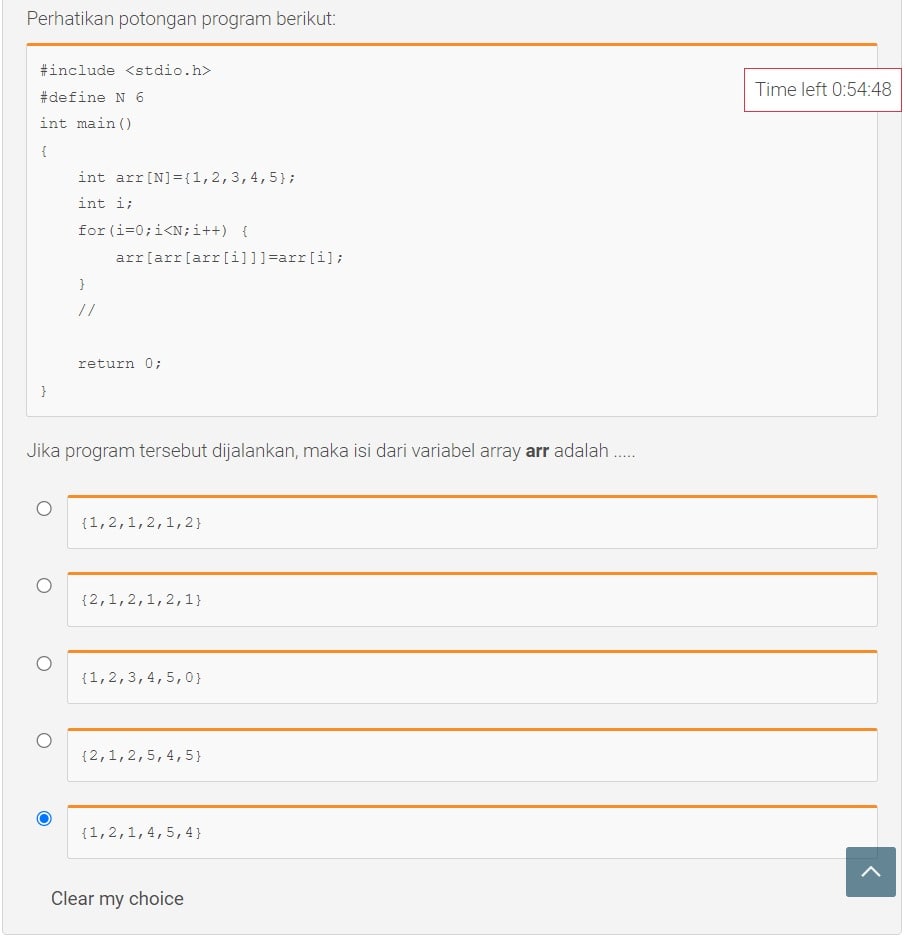 Perhatikan potongan program berikut:
#include <stdio.h>
Time left 0:54:48
#define N 6
int main()
{
    int arr[N]={1,2,3,4,5};
    int i;
    for(i=0;i<N;i++) {
        arr[arr[arr[i]]]=arr[i];
    }
    //
    return 0;
}
Jika program tersebut dijalankan, maka isi dari variabel array arr adalah .....
{1,2,1,2,1,2}
{2,1,2,1,2,1}
{1,2,3,4,5,0}
{2,1,2,5,4,5}
{1,2,1,4,5,4}
Clear my choice